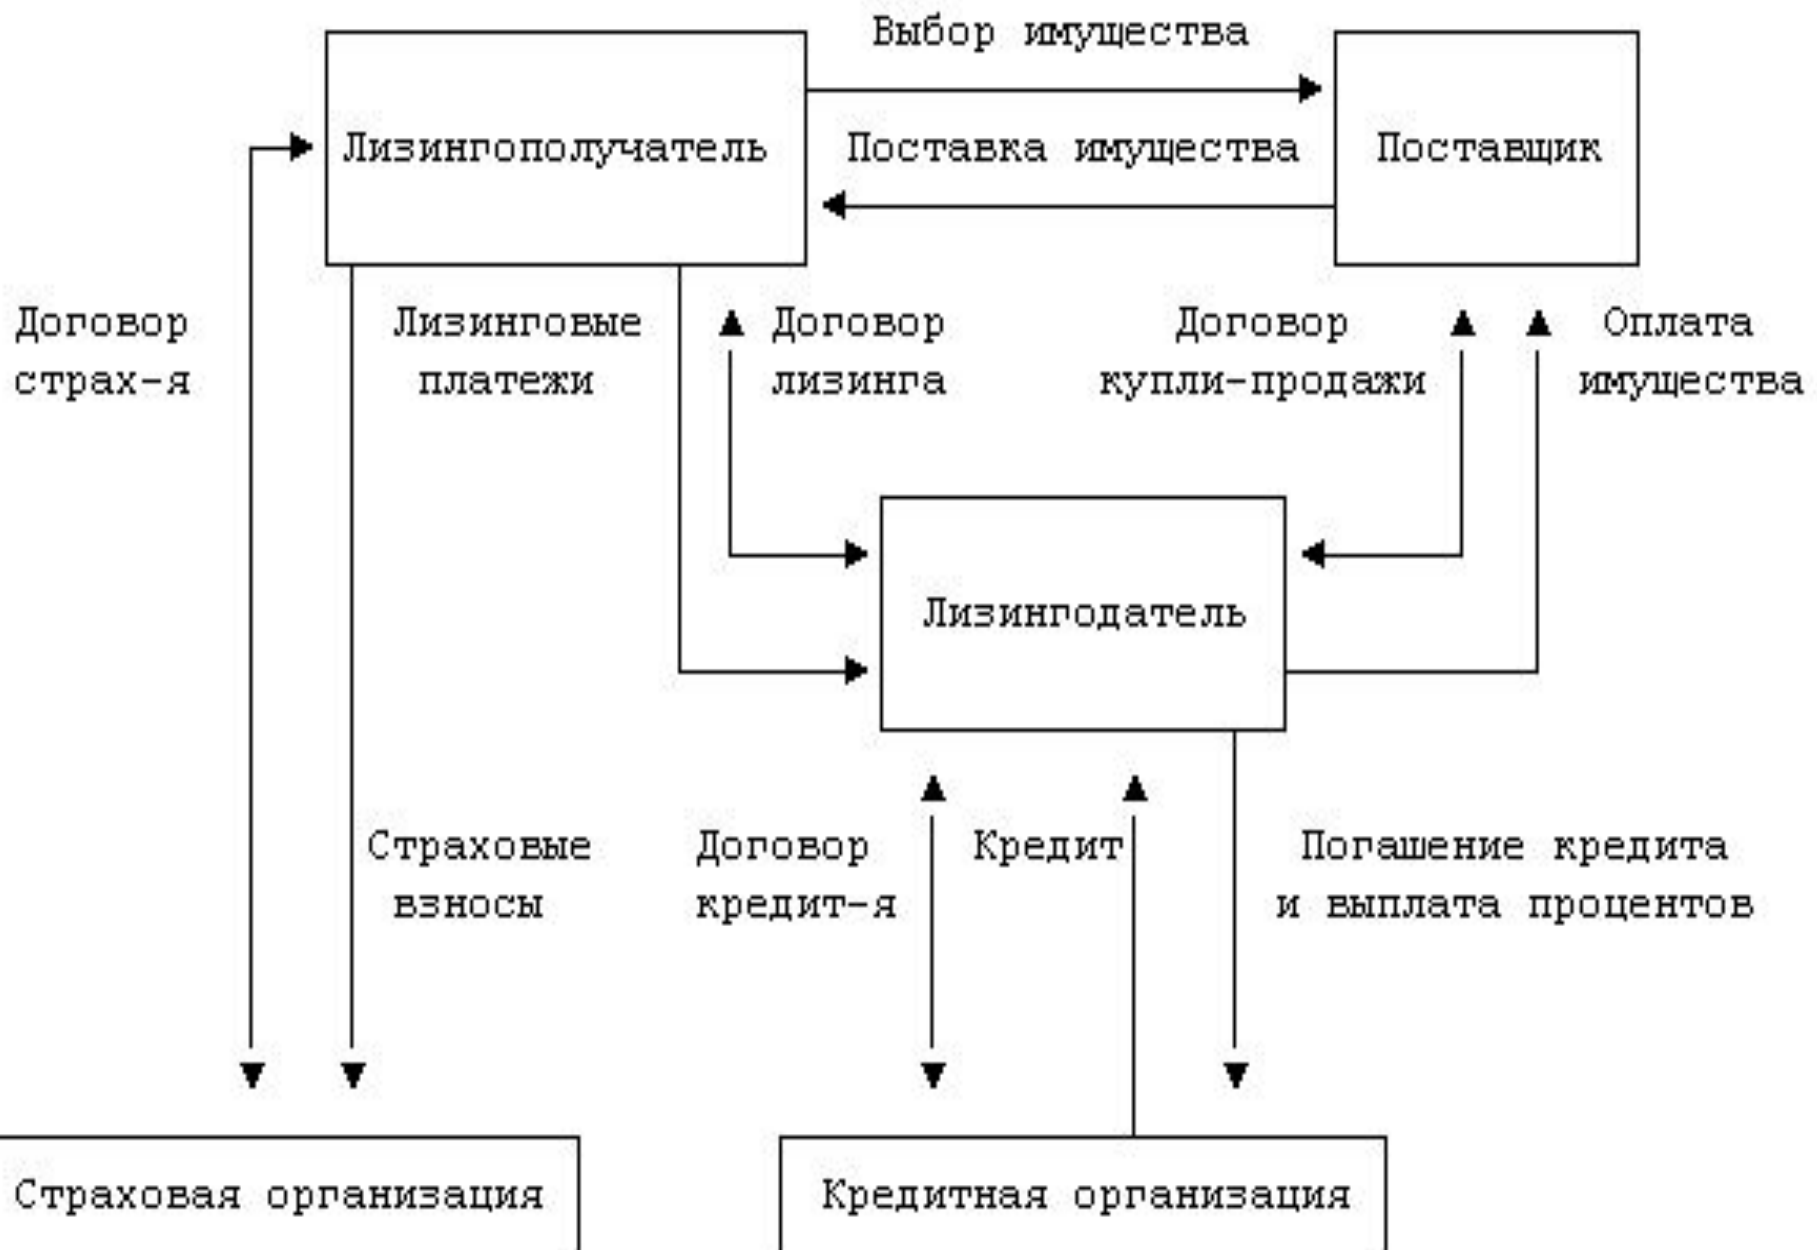 Выбор имущества
Лизингополучатель
Поставка имущества
Поставщик
Договор
страх-я
Лизинговые
платежи
Договор
лизинга
Договор
купли-продажи
Оплата
имущества
Лизингодатель
Страховые
взносы
Договор
кредит-я
Кредит
Погашение кредита
и выплата процентов
Страховая организация
Кредитная организация